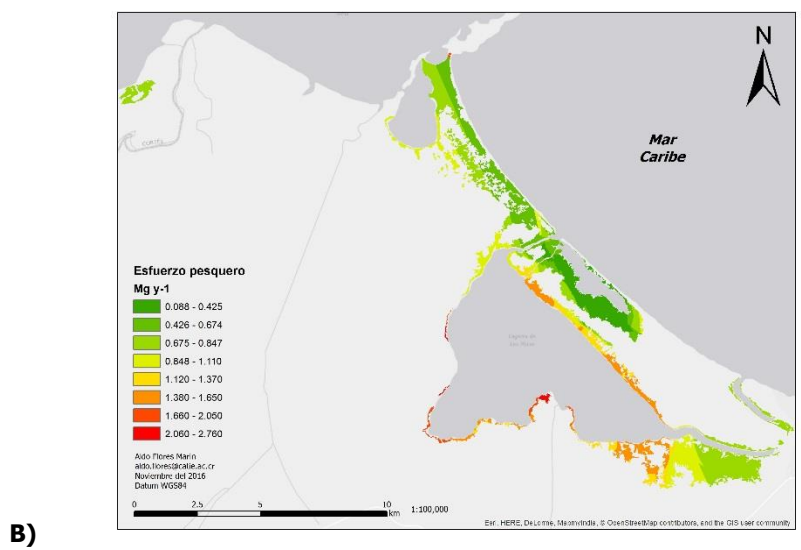 N
Mar
Caribe
Esfuerzo pesquero
Mg y-1
0.088 - 0.425
0.426 - 0.674
0.675 - 0.847
0.848 - 1.110
1.120 - 1.370
1.380 - 1.650
1.660 - 2.050
2.060 - 2.760
Aldo Flores Marin
aldo.flores@catie.ac.cr
Noviembre del 2016
Datum WGS84
0 2.5 5 10
km
1:100,000
Esri, HERE, DeLorme, MapmyIndia, © OpenStreetMap contributors, and the GIS user community
B)